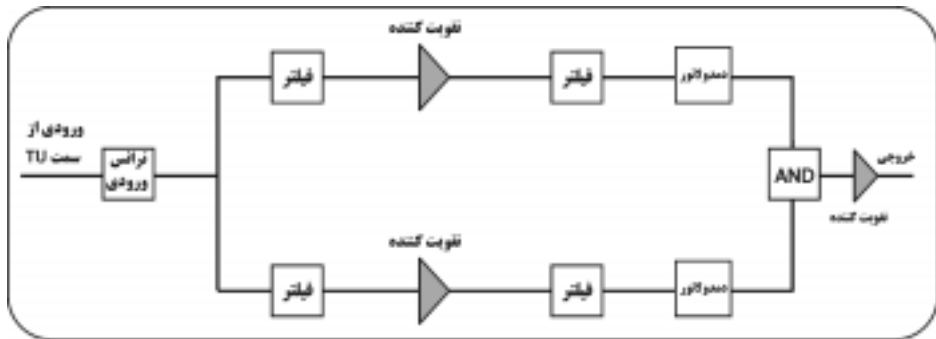 تقویت کننده
فیلتر
فیلتر
دمدولاتور
ورودی از
سمت TU
ترانس
ورودی
AND
خروجی
تقویت کننده
تقویت کننده
فیلتر
فیلتر
دمدولاتور